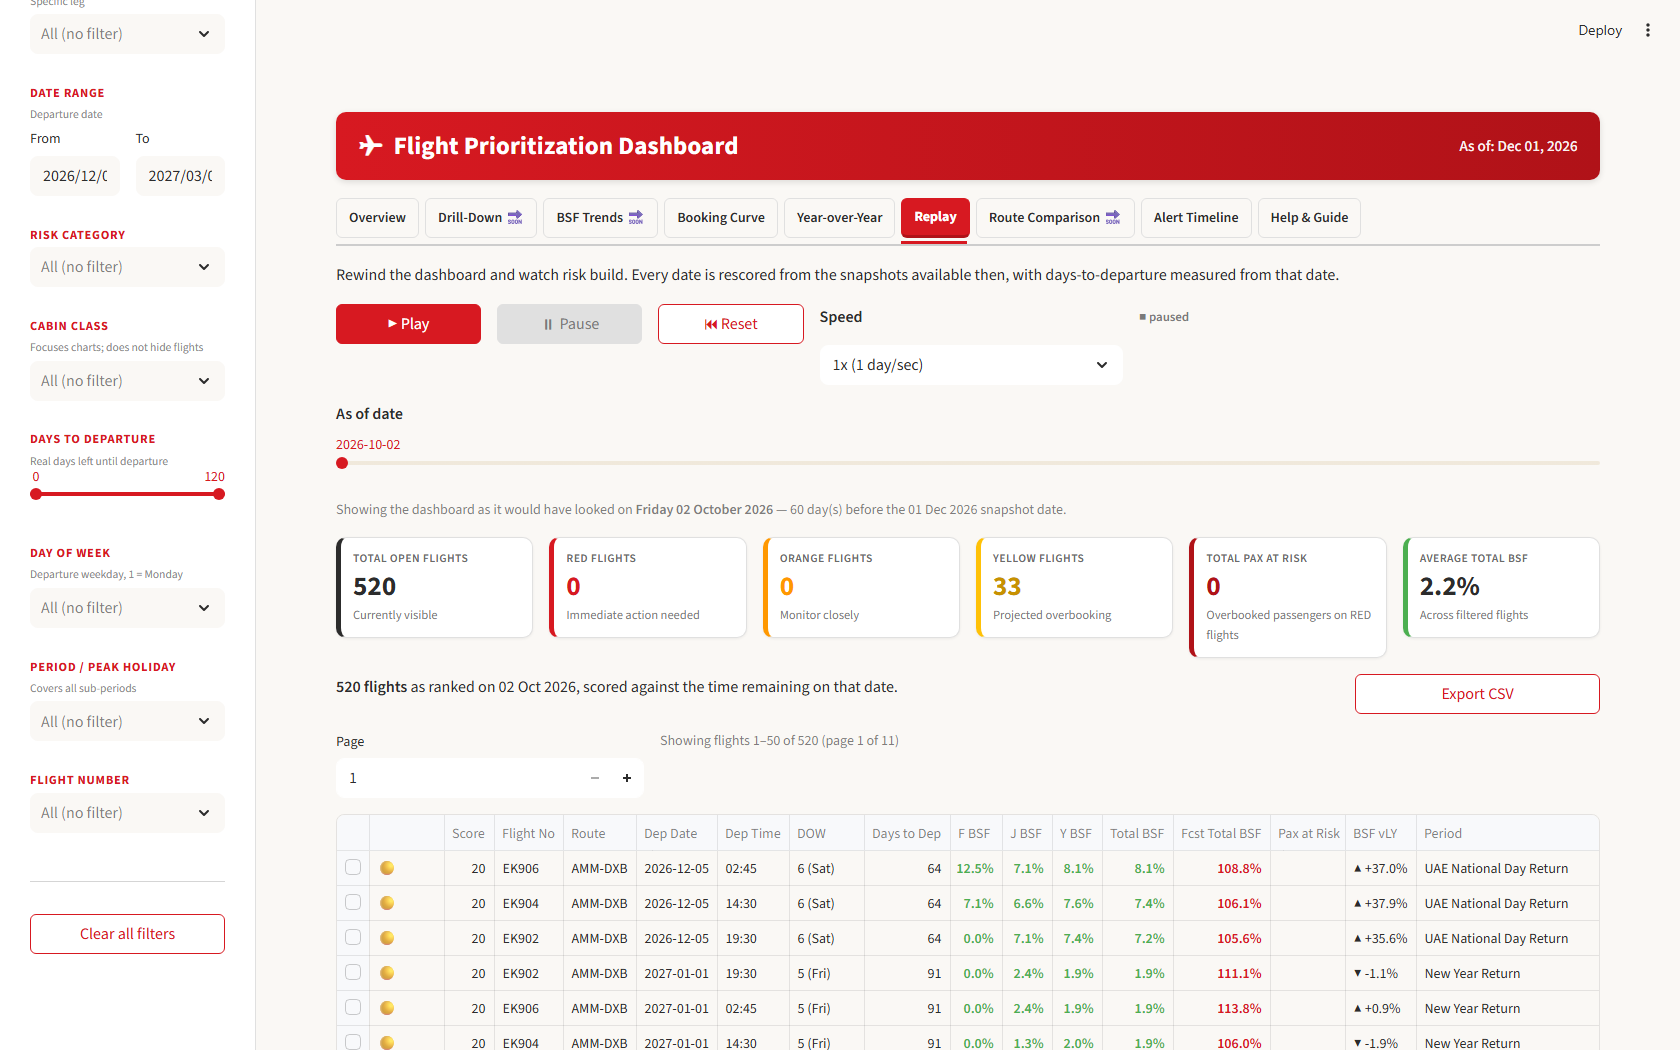 Specific leg
All (no filter)
DATE RANGE
Departure date
From To
2026/12/0 2027/03/0
RISK CATEGORY
All (no filter)
CABIN CLASS
Focuses charts; does not hide flights
All (no filter)
DAYS TO DEPARTURE
Real days left until departure
0 120
DAY OF WEEK
Departure weekday, 1 = Monday
All (no filter)
PERIOD / PEAK HOLIDAY
Covers all sub-periods
All (no filter)
FLIGHT NUMBER
All (no filter)
Clear all filters
Deploy
Flight Prioritization Dashboard
As of: Dec 01, 2026
Overview Drill-Down SOON BSF Trends SOON Booking Curve Year-over-Year Replay Route Comparison SOON Alert Timeline Help & Guide
Rewind the dashboard and watch risk build. Every date is rescored from the snapshots available then, with days-to-departure measured from that date.
▶ Play ⏸ Pause ⏮ Reset
Speed
■ paused
1x (1 day/sec)
As of date
2026-10-02
Showing the dashboard as it would have looked on Friday 02 October 2026 — 60 day(s) before the 01 Dec 2026 snapshot date.
TOTAL OPEN FLIGHTS
520
Currently visible
RED FLIGHTS
0
Immediate action needed
ORANGE FLIGHTS
0
Monitor closely
YELLOW FLIGHTS
33
Projected overbooking
TOTAL PAX AT RISK
0
Overbooked passengers on RED
flights
AVERAGE TOTAL BSF
2.2%
Across filtered flights
520 flights as ranked on 02 Oct 2026, scored against the time remaining on that date.
Export CSV
Page
Showing flights 1–50 of 520 (page 1 of 11)
1 − +
Score Flight No Route Dep Date Dep Time DOW Days to Dep F BSF J BSF Y BSF Total BSF Fcst Total BSF Pax at Risk BSF vLY Period
20 EK906 AMM-DXB 2026-12-05 02:45 6 (Sat) 64 12.5% 7.1% 8.1% 8.1% 108.8% ▲ +37.0% UAE National Day Return
20 EK904 AMM-DXB 2026-12-05 14:30 6 (Sat) 64 7.1% 6.6% 7.6% 7.4% 106.1% ▲ +37.9% UAE National Day Return
20 EK902 AMM-DXB 2026-12-05 19:30 6 (Sat) 64 0.0% 7.1% 7.4% 7.2% 105.6% ▲ +35.6% UAE National Day Return
20 EK902 AMM-DXB 2027-01-01 19:30 5 (Fri) 91 0.0% 2.4% 1.9% 1.9% 111.1% ▼ -1.1% New Year Return
20 EK906 AMM-DXB 2027-01-01 02:45 5 (Fri) 91 0.0% 2.4% 1.9% 1.9% 113.8% ▲ +0.9% New Year Return
20 EK904 AMM-DXB 2027-01-01 14:30 5 (Fri) 91 0.0% 1.3% 2.0% 1.9% 106.0% ▼ -1.9% New Year Return